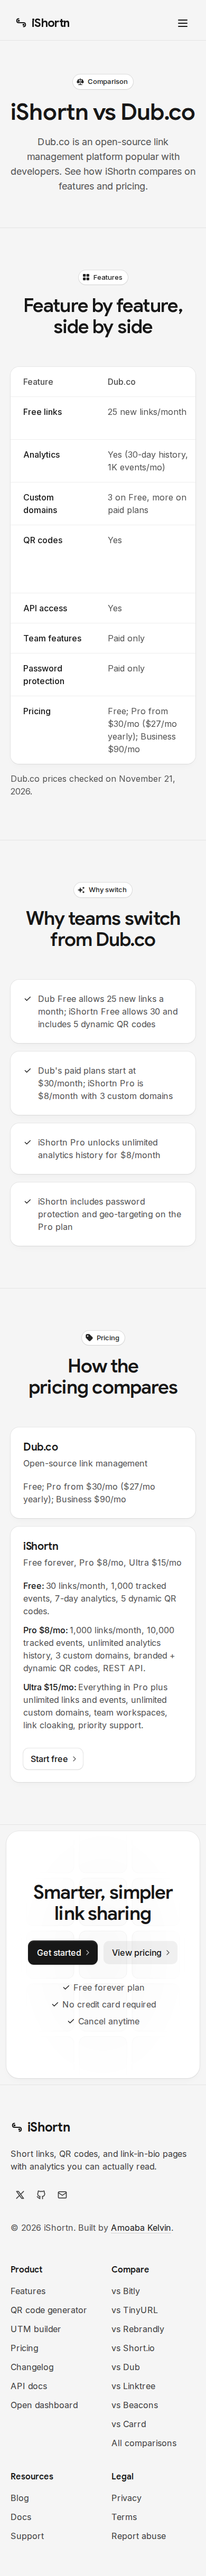 iShortn
Comparison
iShortn vs Dub.co
Dub.co is an open-source link
management platform popular with
developers. See how iShortn compares on
features and pricing.
Features
Feature by feature,
side by side
Feature Dub.co
Free links 25 new links/month
Analytics Yes (30-day history,
1K events/mo)
Custom 3 on Free, more on
domains paid plans
QR codes Yes
API access Yes
Team features Paid only
Password Paid only
protection
Pricing Free; Pro from
$30/mo ($27/mo
yearly); Business
$90/mo
Dub.co prices checked on November 21,
2026.
Why switch
Why teams switch
from Dub.co
Dub Free allows 25 new links a
month; iShortn Free allows 30 and
includes 5 dynamic QR codes
Dub's paid plans start at
$30/month; iShortn Pro is
$8/month with 3 custom domains
iShortn Pro unlocks unlimited
analytics history for $8/month
iShortn includes password
protection and geo-targeting on the
Pro plan
Pricing
How the
pricing compares
Dub.co
Open-source link management
Free; Pro from $30/mo ($27/mo
yearly); Business $90/mo
iShortn
Free forever, Pro $8/mo, Ultra $15/mo
Free: 30 links/month, 1,000 tracked
events, 7-day analytics, 5 dynamic QR
codes.
Pro $8/mo: 1,000 links/month, 10,000
tracked events, unlimited analytics
history, 3 custom domains, branded +
dynamic QR codes, REST API.
Ultra $15/mo: Everything in Pro plus
unlimited links and events, unlimited
custom domains, team workspaces,
link cloaking, priority support.
Start free
Smarter, simpler
link sharing
Get started View pricing
Free forever plan
No credit card required
Cancel anytime
iShortn
Short links, QR codes, and link-in-bio pages
with analytics you can actually read.
© 2026 iShortn. Built by Amoaba Kelvin.
Product
Features
QR code generator
UTM builder
Pricing
Changelog
API docs
Open dashboard
Compare
vs Bitly
vs TinyURL
vs Rebrandly
vs Short.io
vs Dub
vs Linktree
vs Beacons
vs Carrd
All comparisons
Resources
Blog
Docs
Support
Legal
Privacy
Terms
Report abuse